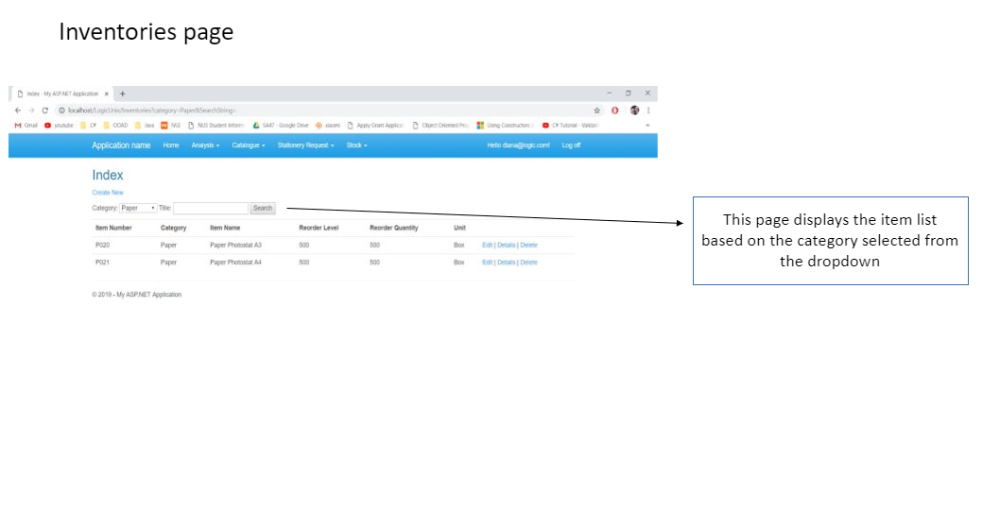 Inventories page
Index - My ASP.NET Application
localhost/LogicUniv/Inventories?category=Paper&SearchString=
Gmail youtube C# OOAD Java IVLE NUS Student Inform SA47 - Google Drive xiaomi Apply Grant Applica Object Oriented Prog Using Constructors C# Tutorial - Validati
Application name Home Analysis Catalogue Stationery Request Stock Hello diana@logic.com! Log off
Index
Create New
Category: Paper Title: Search
Item Number Category Item Name Reorder Level Reorder Quantity Unit
P020 Paper Paper Photostat A3 500 500 Box Edit | Details | Delete
P021 Paper Paper Photostat A4 500 500 Box Edit | Details | Delete
© 2019 - My ASP.NET Application
This page displays the item list
based on the category selected from
the dropdown